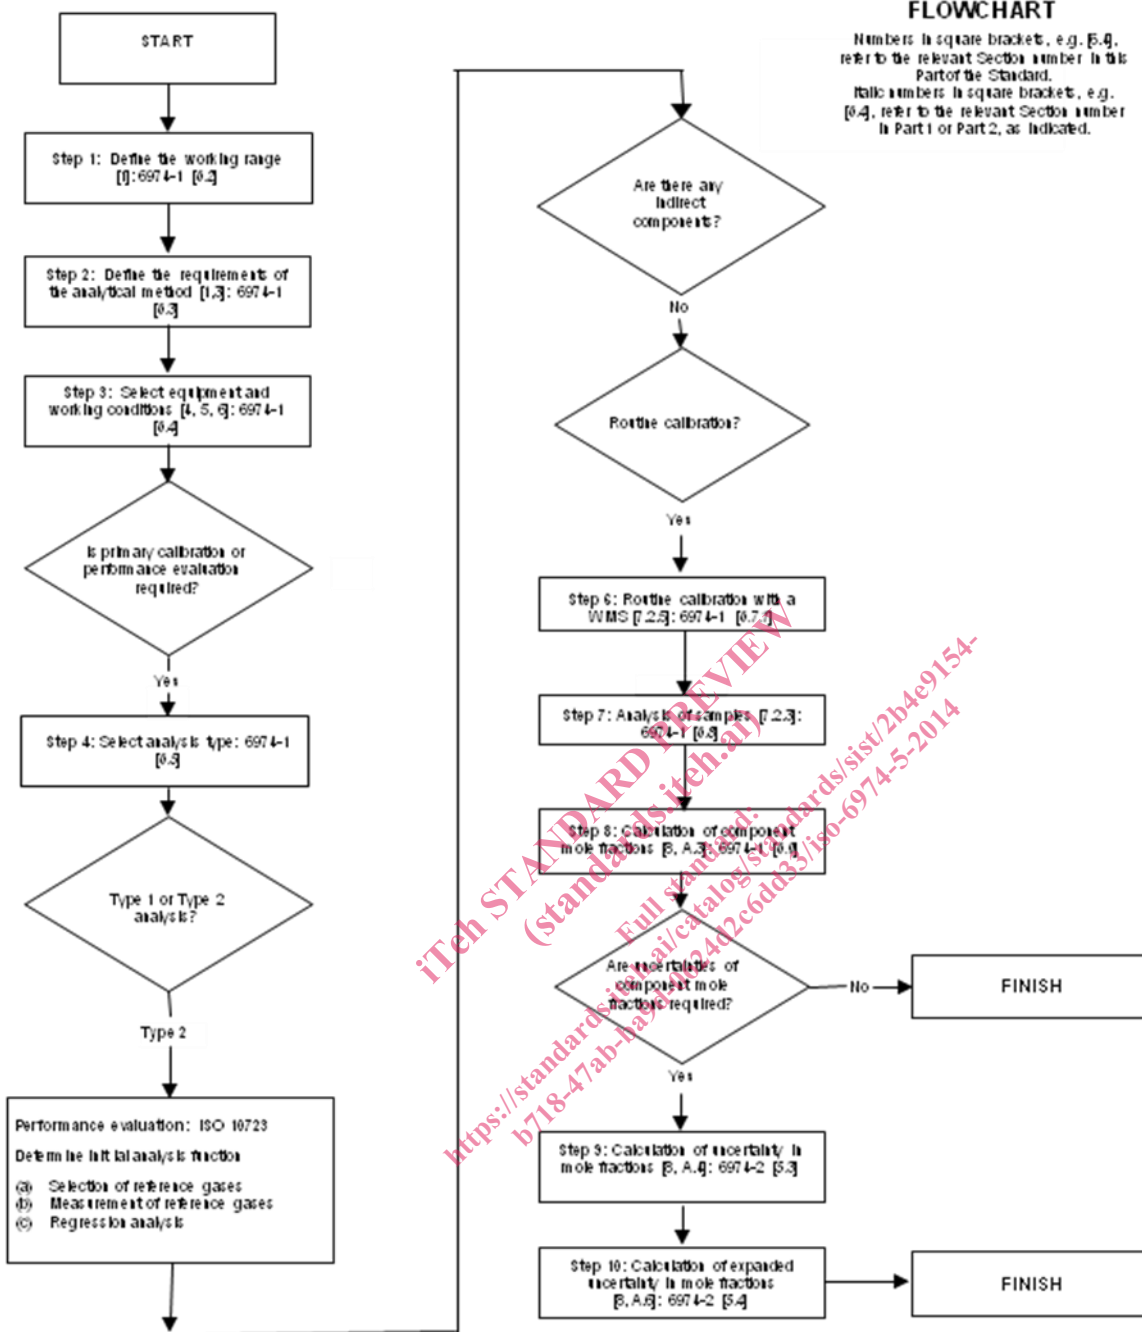 FLOWCHART
Numbers in square brackets, e.g. [5.4],
refer to the relevant Section number in this
Part of the Standard.
Italic numbers in square brackets, e.g.
[6.4], refer to the relevant Section number
in Part 1 or Part 2, as indicated.
START
Step 1: Define the working range
[1]: 6974-1 [6.2]
Step 2: Define the requirements of
the analytical method [1,3]: 6974-1
[6.3]
Step 3: Select equipment and
working conditions [4, 5, 6]: 6974-1
[6.4]
Is primary calibration or
performance evaluation
required?
Yes
Step 4: Select analysis type: 6974-1
[6.5]
Type 1 or Type 2
analysis?
Type 2
Performance evaluation: ISO 10723
Determine initial analysis function
(a) Selection of reference gases
(b) Measurement of reference gases
(c) Regression analysis
Are there any
indirect
components?
No
Routine calibration?
Yes
Step 6: Routine calibration with a
WMS [7.2.5]: 6974-1 [6.7.1]
Step 7: Analysis of samples [7.2.3]:
6974-1 [6.8]
Step 8: Calculation of component
mole fractions [8, A.3]: 6974-1
Are uncertainties of
component mole
fractions required?
No
FINISH
Yes
Step 9: Calculation of uncertainty in
mole fractions [8, A.4]: 6974-2 [5.3]
Step 10: Calculation of expanded
uncertainty in mole fractions
[8, A.6]: 6974-2 [5.4]
FINISH
iTeh STANDARD PREVIEW
(standards.iteh.ai)
Full standard:
https://standards.iteh.ai/catalog/standards/sist/2b4e9154-
b718-47ab-ba9d-0624d2c6dd33/iso-6974-5-2014